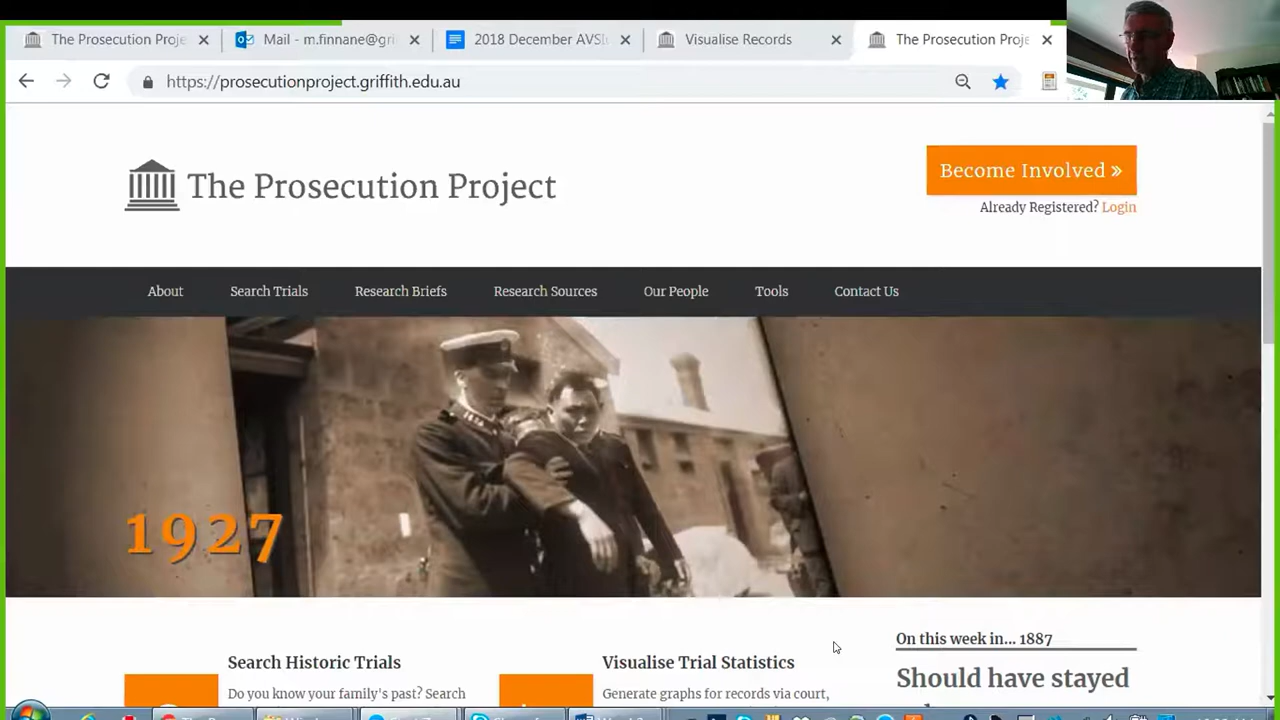 The Prosecution Proje
Mail - m.finnane@gri
2018 December AVSI
Visualise Records
The Prosecution Proje
https://prosecutionproject.griffith.edu.au
The Prosecution Project
Become Involved »
Already Registered? Login
About
Search Trials
Research Briefs
Research Sources
Our People
Tools
Contact Us
1927
Search Historic Trials
Do you know your family's past? Search
Visualise Trial Statistics
Generate graphs for records via court,
On this week in... 1887
Should have stayed